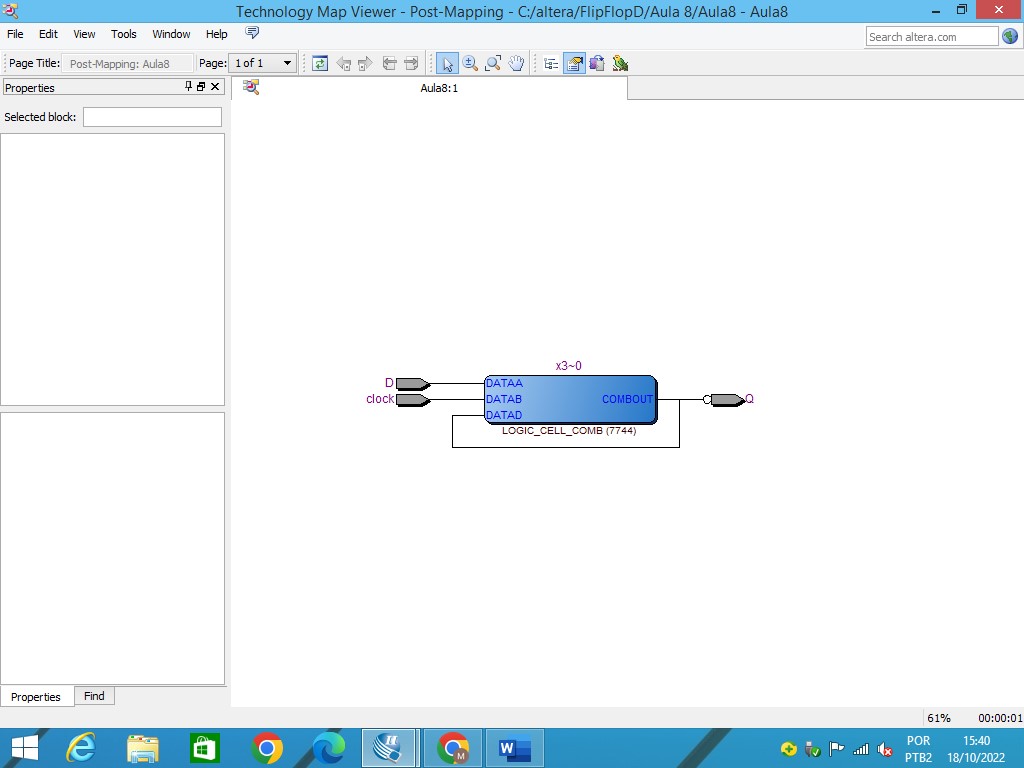 Technology Map Viewer - Post-Mapping - C:/altera/FlipFlopD/Aula 8/Aula8 - Aula8
File Edit View Tools Window Help
Search altera.com
Page Title: Post-Mapping: Aula8 Page: 1 of 1
Properties
Aula8:1
Selected block:
x3~0
D
DATAA
clock
DATAB
COMBOUT
Q
DATAD
LOGIC_CELL_COMB (7744)
Properties Find
61% 00:00:01
M
W
POR
15:40
PTB2
18/10/2022